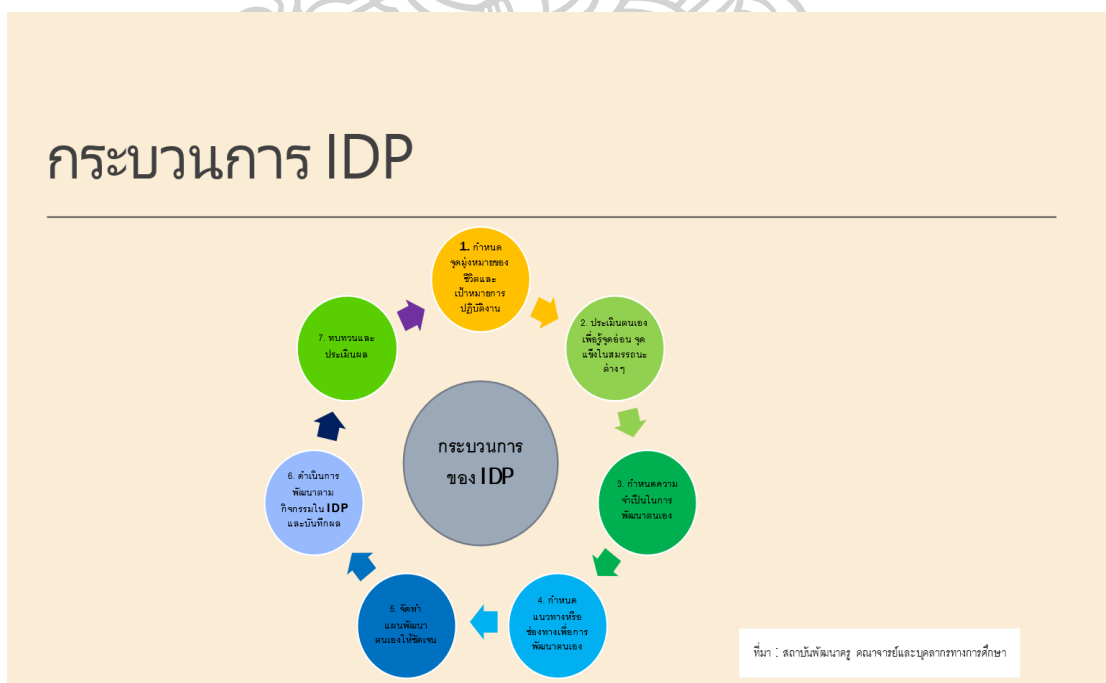 กระบวนการ IDP
1. กำหนด
จุดมุ่งหมายของ
ชีวิตและ
เป้าหมายการ
ปฏิบัติงาน
2. ประเมินตนเอง
เพื่อรู้จุดอ่อน จุด
แข็งในสมรรถนะ
ต่างๆ
3. กำหนดความ
จำเป็นในการ
พัฒนาตนเอง
4. กำหนด
แนวทางหรือ
ช่องทางเพื่อการ
พัฒนาตนเอง
5. จัดทำ
แผนพัฒนา
ตนเองให้ชัดเจน
6. ดำเนินการ
พัฒนาตาม
กิจกรรมใน IDP
และบันทึกผล
7. ทบทวนและ
ประเมินผล
กระบวนการ
ของ IDP
ที่มา : สถาบันพัฒนาครู คณาจารย์และบุคลากรทางการศึกษา